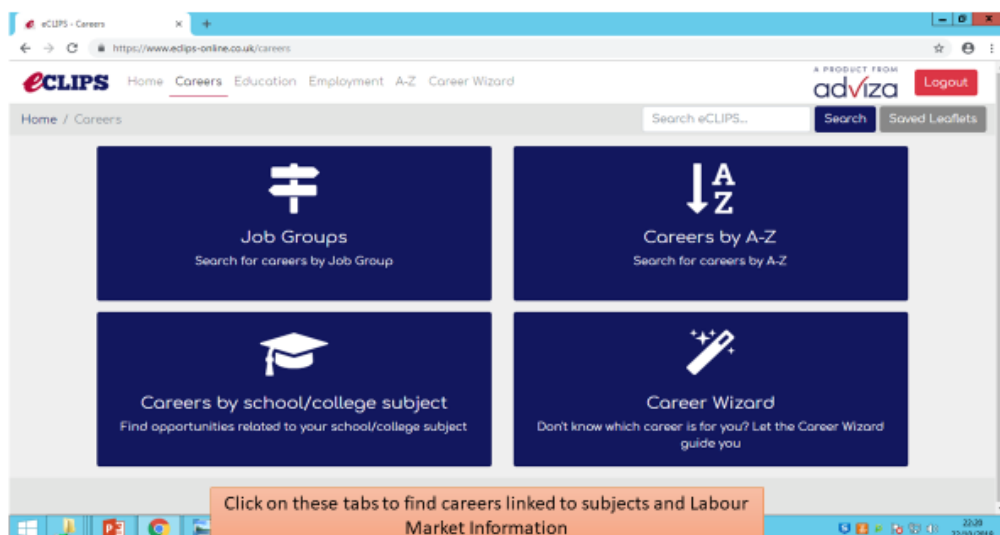 eCLIPS - Careers
https://www.eclips-online.co.uk/careers
eCLIPS Home Careers Education Employment A-Z Career Wizard
A PRODUCT FROM
adviza
Logout
Home / Careers
Search eCLIPS...
Search
Saved Leaflets
Job Groups
Search for careers by Job Group
A
Z
Careers by A-Z
Search for careers by A-Z
Careers by school/college subject
Find opportunities related to your school/college subject
Career Wizard
Don't know which career is for you? Let the Career Wizard
guide you
Click on these tabs to find careers linked to subjects and Labour
Market Information
22:20